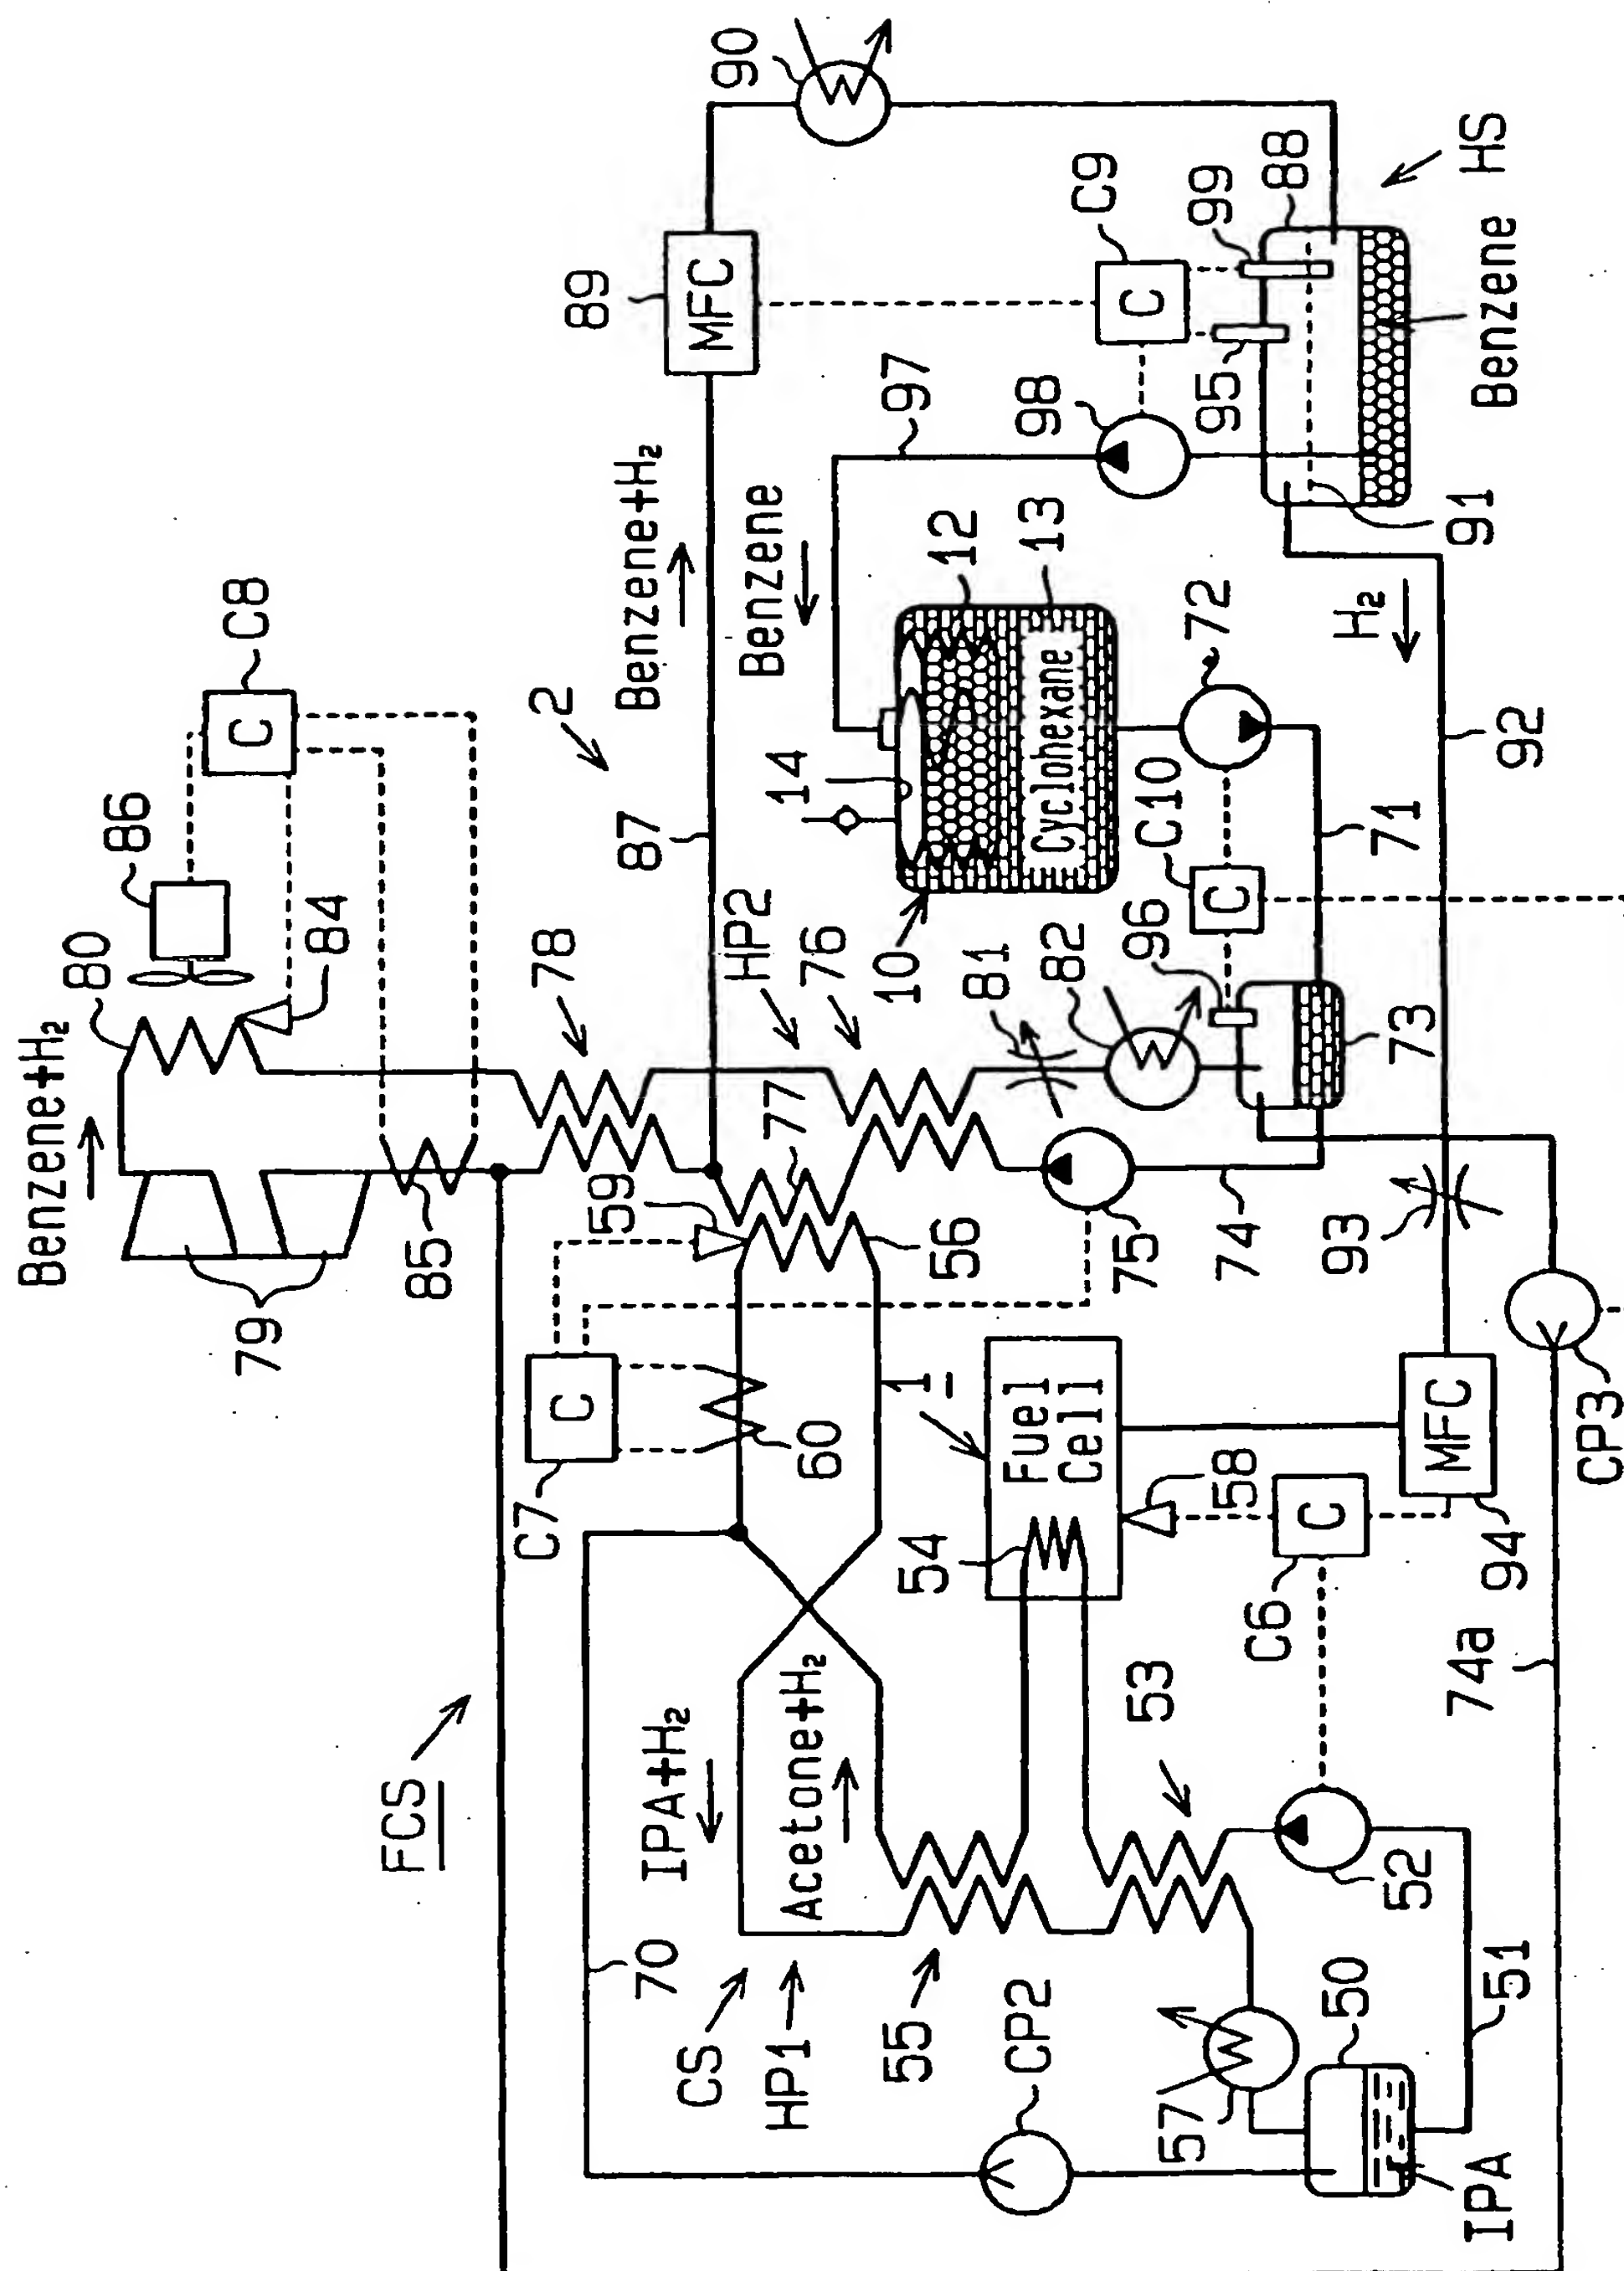 90
89
MFC
C9
C
99
88
HS
Benzene
95
98
97
91
Benzene+H₂
Benzene
12
13
Cyclohexane
14
10
72
C10
C
71
92
H₂
C8
C
86
2
87
80
84
Benzene+H₂
78
HP2
76
77
81
82
96
73
79
85
59
56
75
74
93
C7
C
60
1
Fuel
Cell
54
58
C6
C
MFC
94
CP3
74a
FCS
IPA+H₂
Acetone+H₂
53
52
51
70
CS
HP1
55
CP2
57
50
IPA